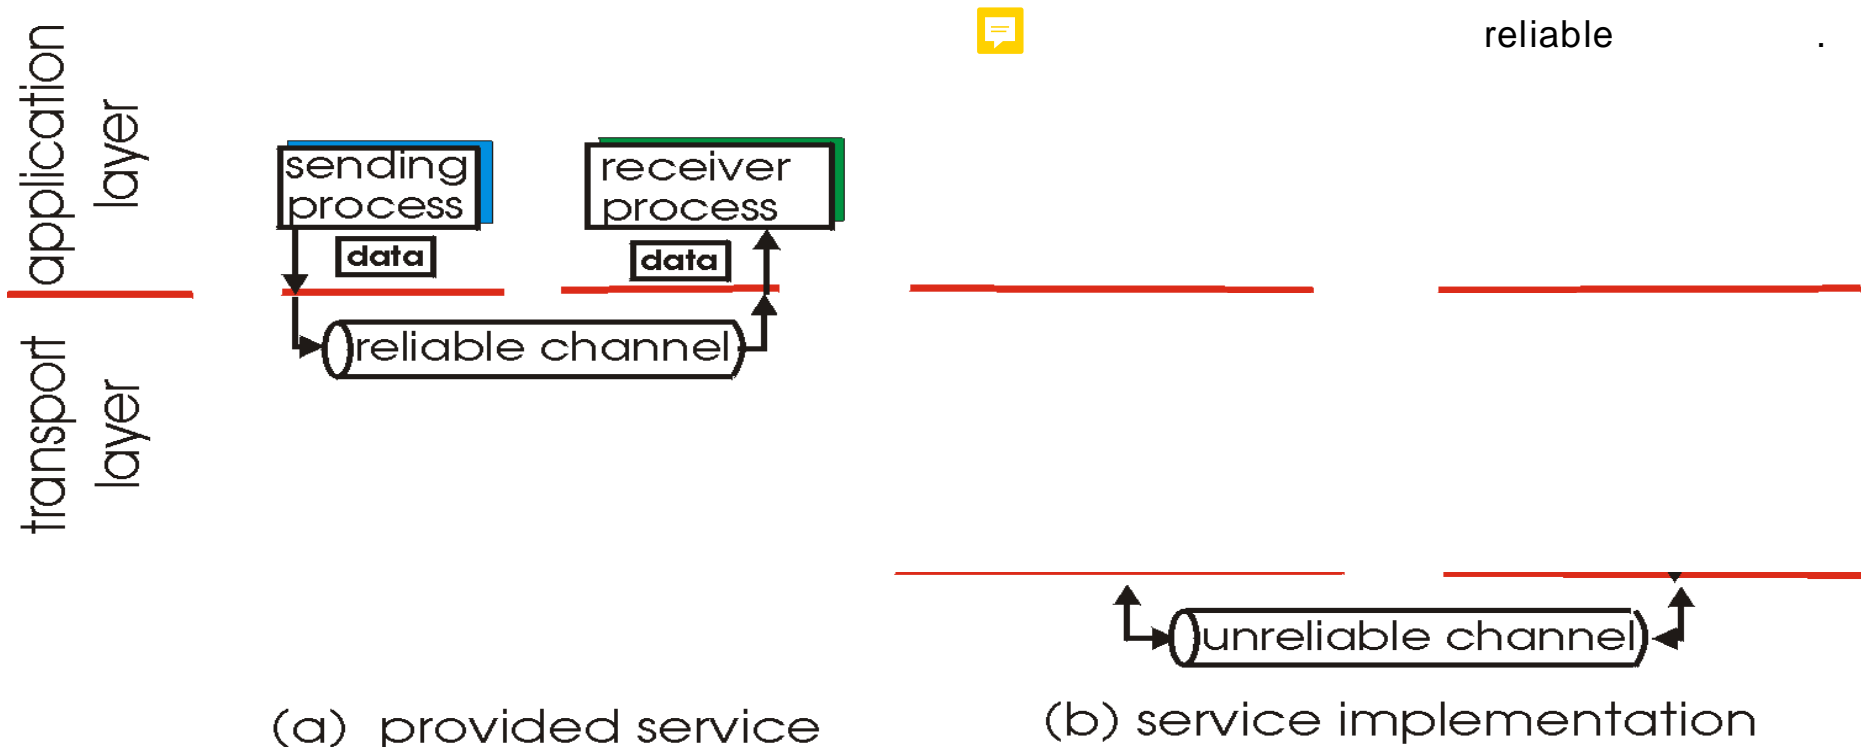 application
layer
transport
layer
reliable .
sending
process
receiver
process
data
data
reliable channel
unreliable channel
(a) provided service
(b) service implementation